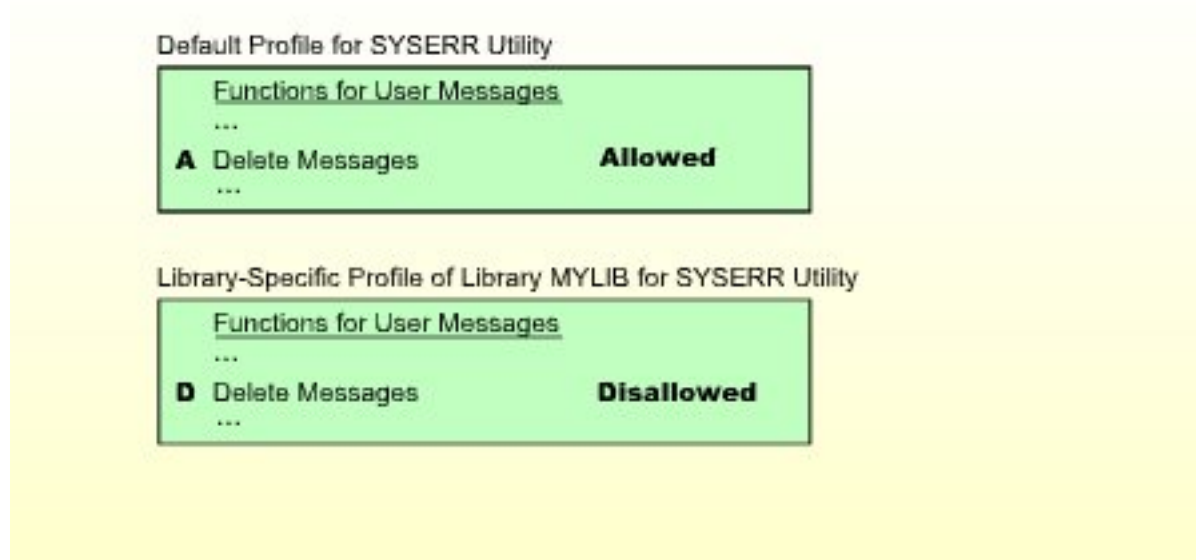 Default Profile for SYSERR Utility
Functions for User Messages
...
A Delete Messages Allowed
...
Library-Specific Profile of Library MYLIB for SYSERR Utility
Functions for User Messages
...
D Delete Messages Disallowed
...